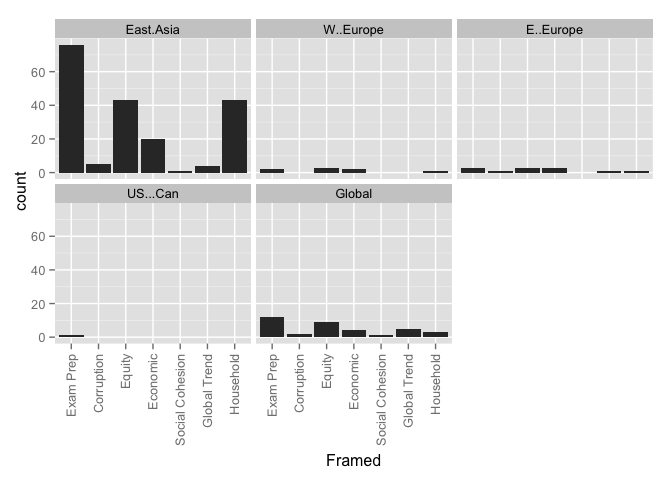 East.Asia
W..Europe
E..Europe
60
40
20
0
US...Can
Global
60
40
20
0
count
Exam Prep
Corruption
Equity
Economic
Social Cohesion
Global Trend
Household
Exam Prep
Corruption
Equity
Economic
Social Cohesion
Global Trend
Household
Framed